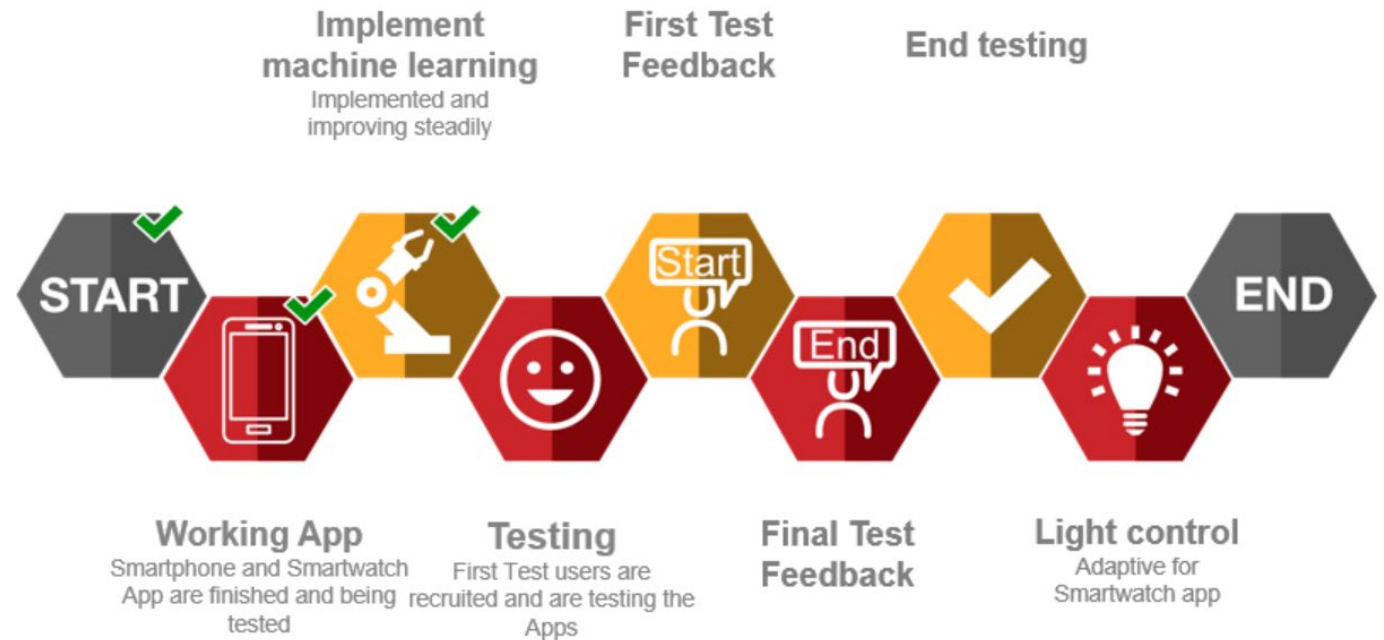 Implement
machine learning
Implemented and
improving steadily
First Test
Feedback
End testing
START
Start
End
END
Working App
Smartphone and Smartwatch
App are finished and being
tested
Testing
First Test users are
recruited and are testing the
Apps
Final Test
Feedback
Light control
Adaptive for
Smartwatch app